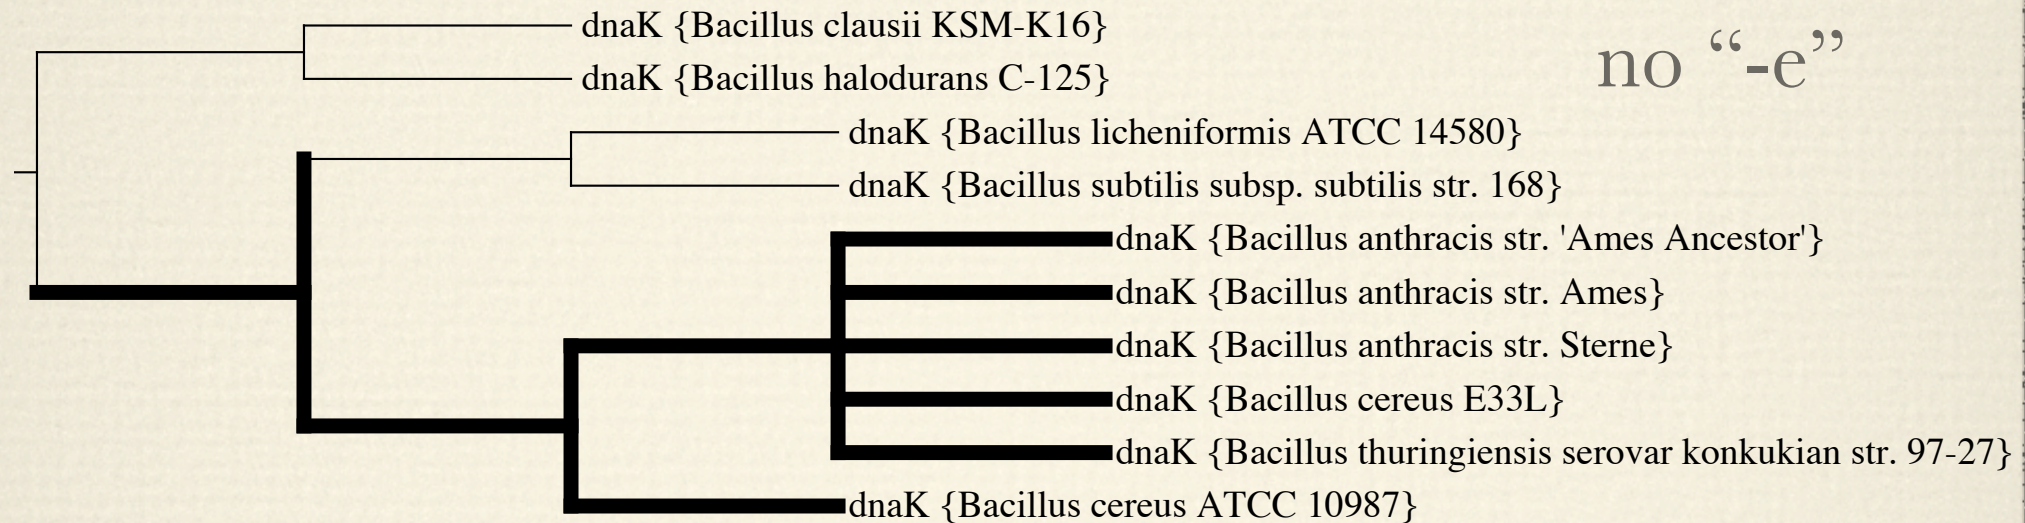 dnaK {Bacillus clausii KSM-K16}
no “-e”
dnaK {Bacillus halodurans C-125}
dnaK {Bacillus licheniformis ATCC 14580}
dnaK {Bacillus subtilis subsp. subtilis str. 168}
dnaK {Bacillus anthracis str. 'Ames Ancestor'}
dnaK {Bacillus anthracis str. Ames}
dnaK {Bacillus anthracis str. Sterne}
dnaK {Bacillus cereus E33L}
dnaK {Bacillus thuringiensis serovar konkukian str. 97-27}
dnaK {Bacillus cereus ATCC 10987}